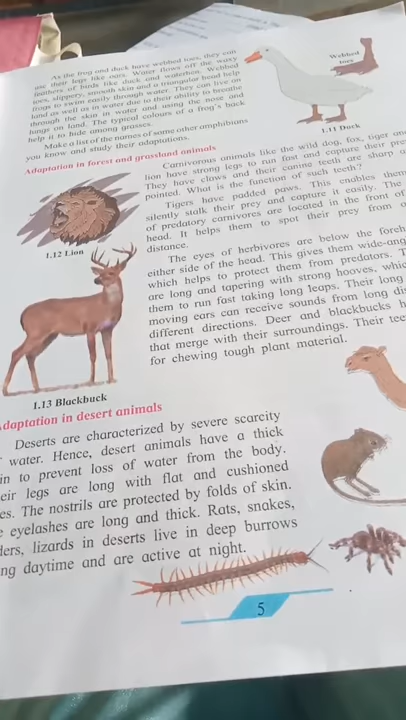 As the frog and duck have webbed toes, they can
use their legs like oars. Water flows off the waxy
feathers of birds like duck and waterhen. Webbed
toes, slippery, smooth skin and a triangular head help
frogs to swim easily through water. They can live on
land as well as in water due to their ability to breathe
through the skin in water and using the nose and
lungs on land. The typical colours of a frog's back
help it to hide among grasses.
Make a list of the names of some other amphibians
you know and study their adaptations.
Webbed
toes
1.11 Duck
Adaptation in forest and grassland animals
Carnivorous animals like the wild dog, fox, tiger and
lion have strong legs to run fast and capture their pre
They have claws and their canine teeth are sharp a
pointed. What is the function of such teeth?
Tigers have padded paws. This enables them
silently stalk their prey and capture it easily. The
of predatory carnivores are located in the front of
head. It helps them to spot their prey from a
distance.
1.12 Lion
The eyes of herbivores are below the foreh
either side of the head. This gives them wide-ang
which helps to protect them from predators. T
are long and tapering with strong hooves, whic
them to run fast taking long leaps. Their long
moving ears can receive sounds from long dis
different directions. Deer and blackbucks h
that merge with their surroundings. Their tee
for chewing tough plant material.
1.13 Blackbuck
Adaptation in desert animals
Deserts are characterized by severe scarcity
water. Hence, desert animals have a thick
in to prevent loss of water from the body.
eir legs are long with flat and cushioned
es. The nostrils are protected by folds of skin.
e eyelashes are long and thick. Rats, snakes,
ders, lizards in deserts live in deep burrows
ng daytime and are active at night.
5